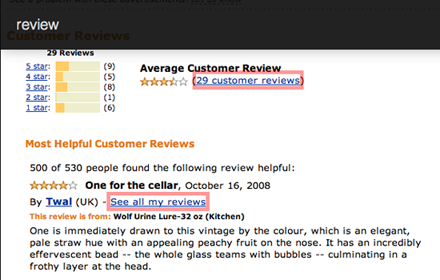 review
Customer Reviews
29 Reviews
5 star: (9)
4 star: (5)
3 star: (8)
2 star: (1)
1 star: (6)
Average Customer Review
(29 customer reviews)
Most Helpful Customer Reviews
500 of 530 people found the following review helpful:
One for the cellar, October 16, 2008
By Twal (UK) - See all my reviews
This review is from: Wolf Urine Lure-32 oz (Kitchen)
One is immediately drawn to this vintage by the colour, which is an elegant,
pale straw hue with an appealing peachy fruit on the nose. It has an incredibly
effervescent bead -- the whole glass teams with bubbles -- culminating in a
frothy layer at the head.